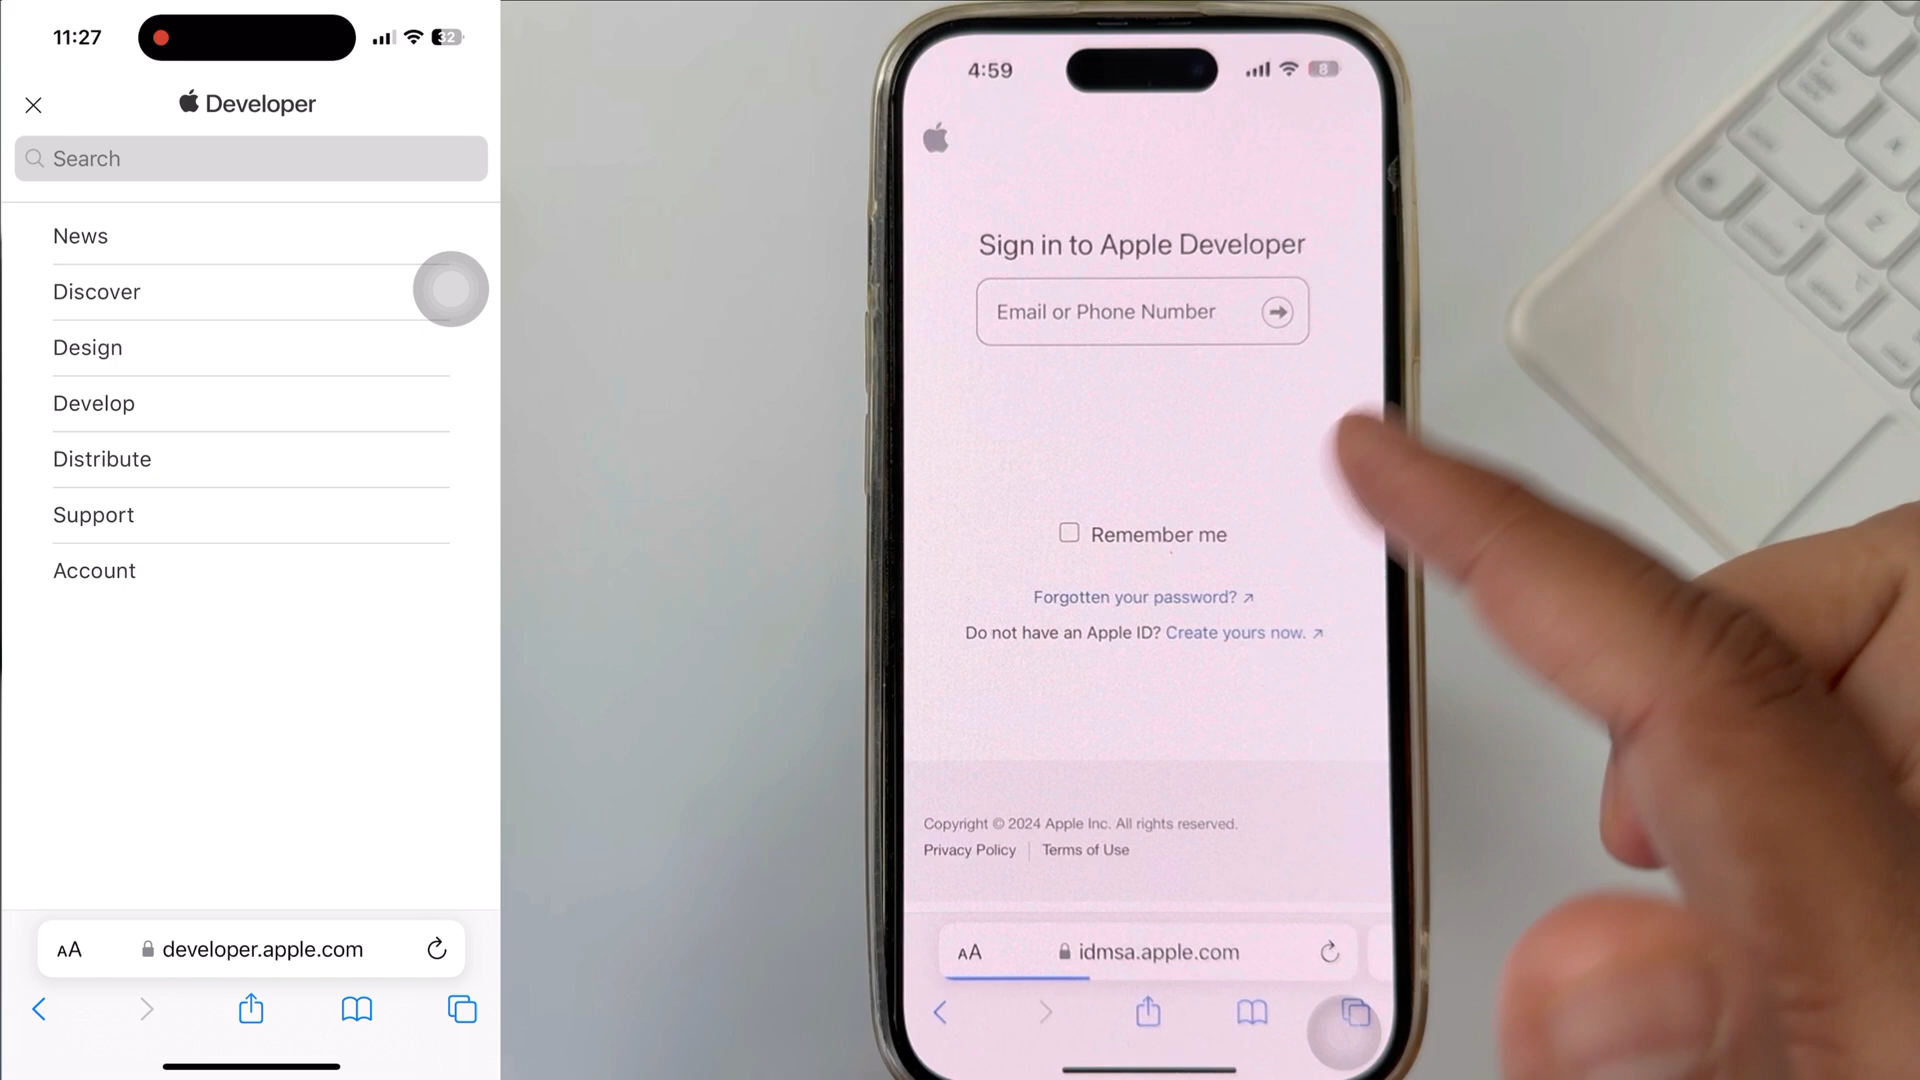 11:27
32
Developer
Search
News
Discover
Design
Develop
Distribute
Support
Account
AA developer.apple.com
4:59
8
Sign in to Apple Developer
Email or Phone Number
Remember me
Forgotten your password? ↗
Do not have an Apple ID? Create yours now. ↗
Copyright © 2024 Apple Inc. All rights reserved.
Privacy Policy | Terms of Use
AA idmsa.apple.com